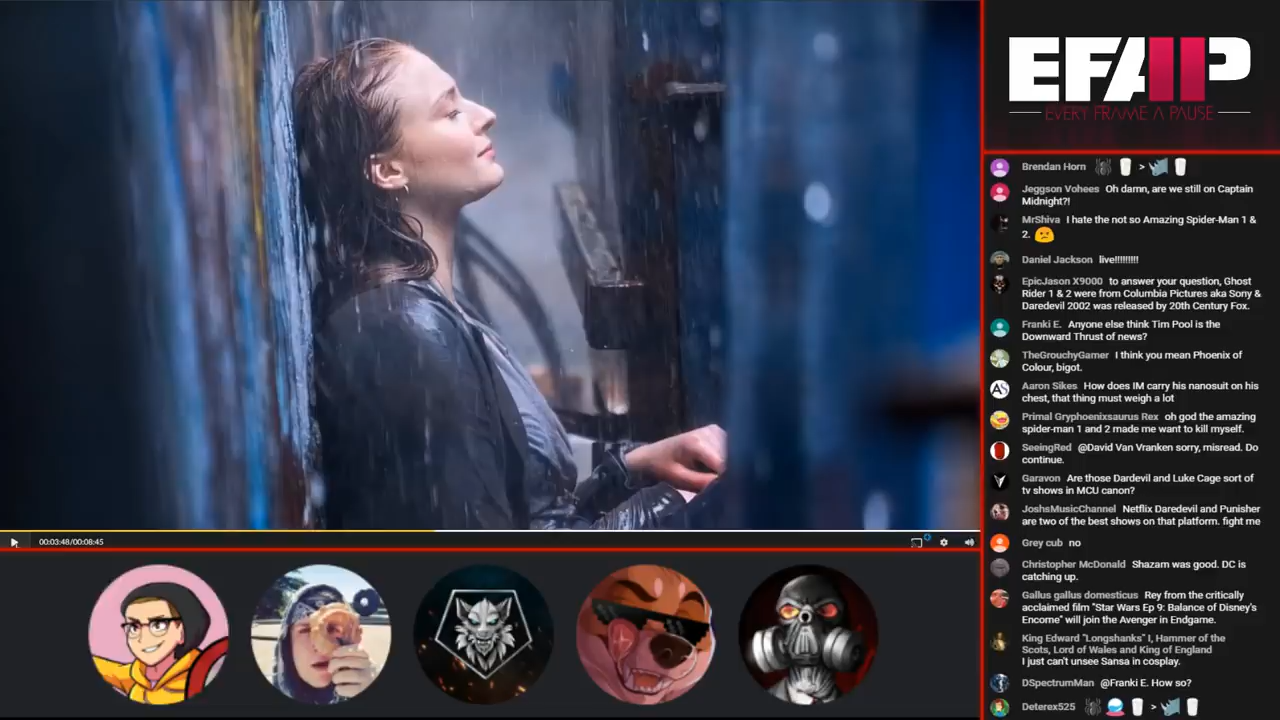 EFAP
EVERY FRAME A PAUSE
Brendan Horn > 
Jeggson Vohees Oh damn, are we still on Captain
Midnight?!
MrShiva I hate the not so Amazing Spider-Man 1 &
2.
Daniel Jackson live!!!!!!!!!
EpicJason X9000 to answer your question, Ghost
Rider 1 & 2 were from Columbia Pictures aka Sony &
Daredevil 2002 was released by 20th Century Fox.
Franki E. Anyone else think Tim Pool is the
Downward Thrust of news?
TheGrouchyGamer I think you mean Phoenix of
Colour, bigot.
AS
Aaron Sikes How does IM carry his nanosuit on his
chest, that thing must weigh a lot
Primal Gryphoenixsaurus Rex oh god the amazing
spider-man 1 and 2 made me want to kill myself.
SeeingRed @David Van Vranken sorry, misread. Do
continue.
Garavon Are those Dardevil and Luke Cage sort of
tv shows in MCU canon?
JoshsMusicChannel Netflix Daredevil and Punisher
are two of the best shows on that platform. fight me
Grey cub no
Christopher McDonald Shazam was good. DC is
catching up.
Gallus gallus domesticus Rey from the critically
acclaimed film "Star Wars Ep 9: Balance of Disney's
Encorne" will join the Avenger in Endgame.
King Edward "Longshanks" I, Hammer of the
Scots, Lord of Wales and King of England
I just can't unsee Sansa in cosplay.
DSpectrumMan @Franki E. How so?
Deterex525 >
00:03:48/00:08:45